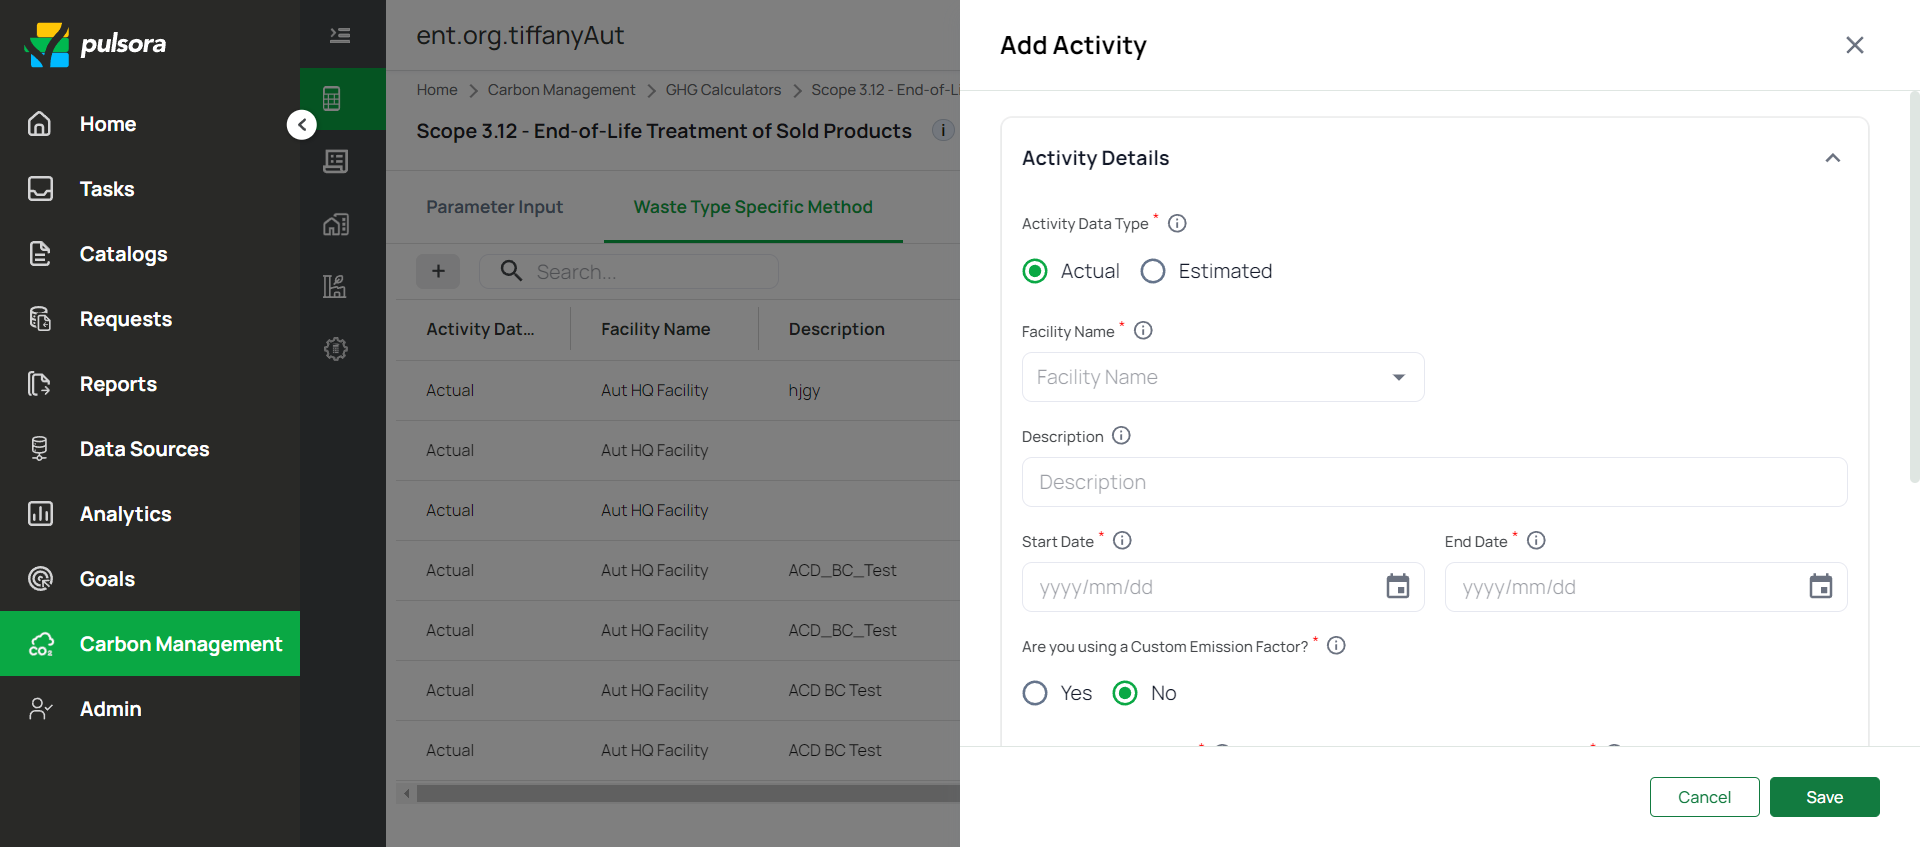 pulsora
Home
Tasks
Catalogs
Requests
Reports
Data Sources
Analytics
Goals
CO₂
Carbon Management
Admin
ent.org.tiffanyAut
Home > Carbon Management > GHG Calculators > Scope 3.12 - End-of-L
Scope 3.12 - End-of-Life Treatment of Sold Products i
Parameter Input Waste Type Specific Method
+ Search...
Activity Dat... Facility Name Description
Actual Aut HQ Facility hjgy
Actual Aut HQ Facility
Actual Aut HQ Facility
Actual Aut HQ Facility ACD_BC_Test
Actual Aut HQ Facility ACD_BC_Test
Actual Aut HQ Facility ACD BC Test
Actual Aut HQ Facility ACD BC Test
Add Activity
Activity Details
Activity Data Type *
Actual Estimated
Facility Name *
Facility Name
Description
Description
Start Date * End Date *
yyyy/mm/dd yyyy/mm/dd
Are you using a Custom Emission Factor? *
Yes No
Cancel Save